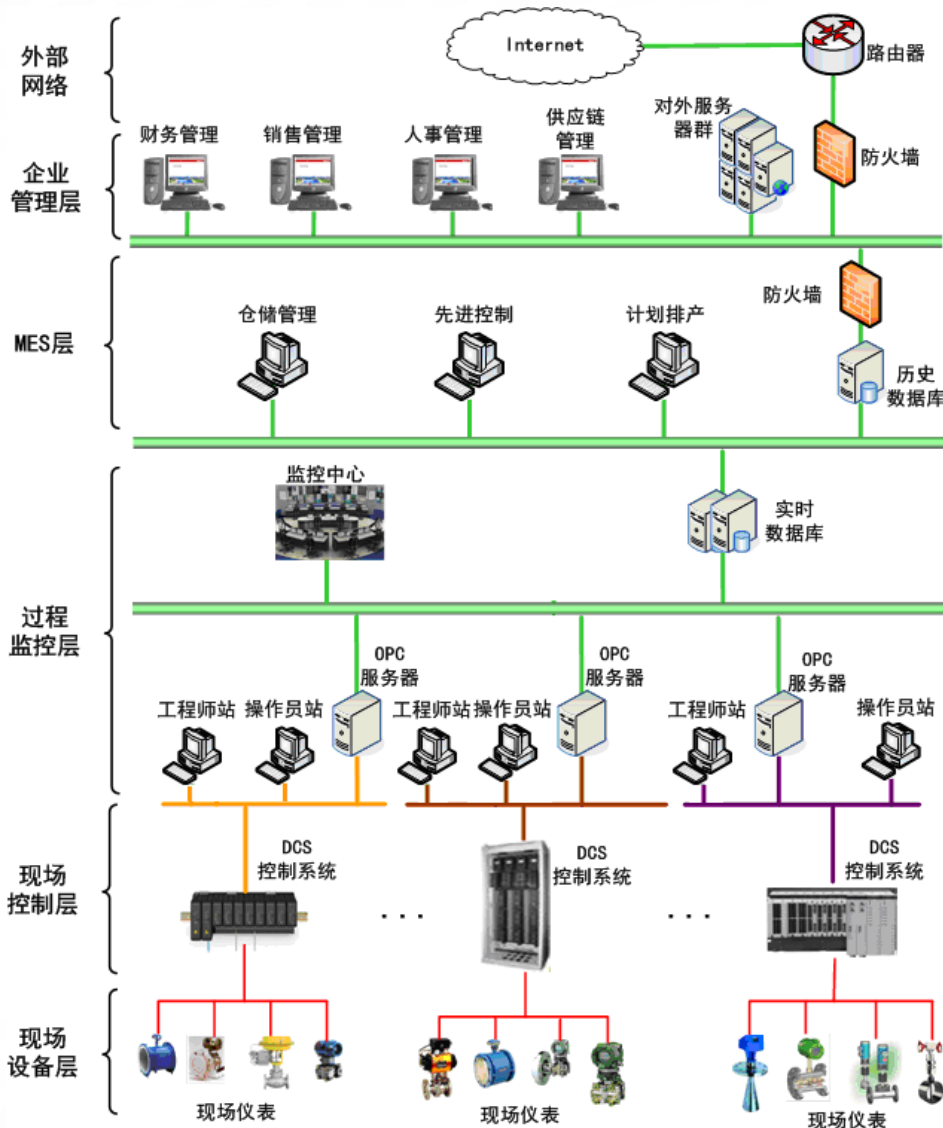 外部
网络
Internet
路由器
财务管理
销售管理
人事管理
供应链
管理
对外服务
器群
防火墙
企业
管理层
防火墙
仓储管理
先进控制
计划排产
MES层
历史
数据库
监控中心
实时
数据库
过程
监控层
OPC
服务器
OPC
服务器
OPC
服务器
工程师站
操作员站
工程师站
操作员站
工程师站
操作员站
现场
控制层
DCS
控制系统
...
DCS
控制系统
...
DCS
控制系统
现场
设备层
现场仪表
现场仪表
现场仪表